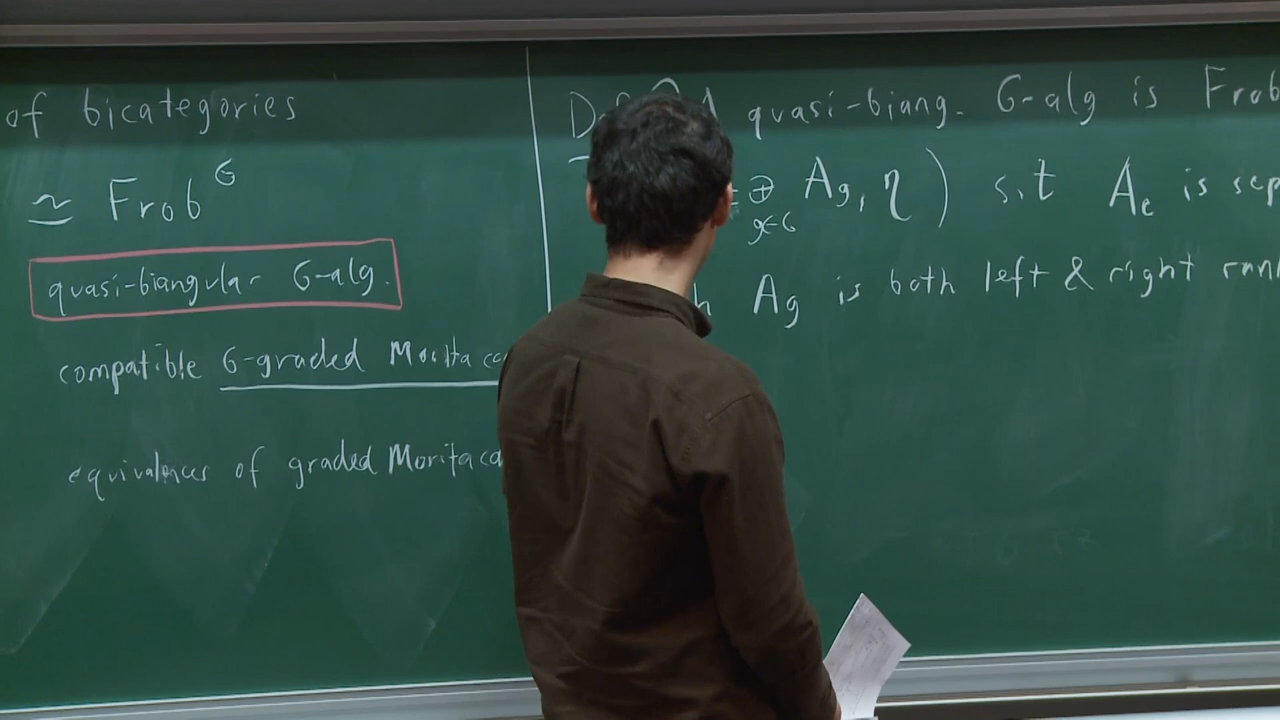 of bicategories
≃ Frob^G
quasi-biangular G-alg.
compatible G-graded Morita
equivalences of graded Morita
quasi-biang. G-alg is Frob
⊕ A_g, η) s.t A_e is sep
g∈G
A_g is both left & right rank